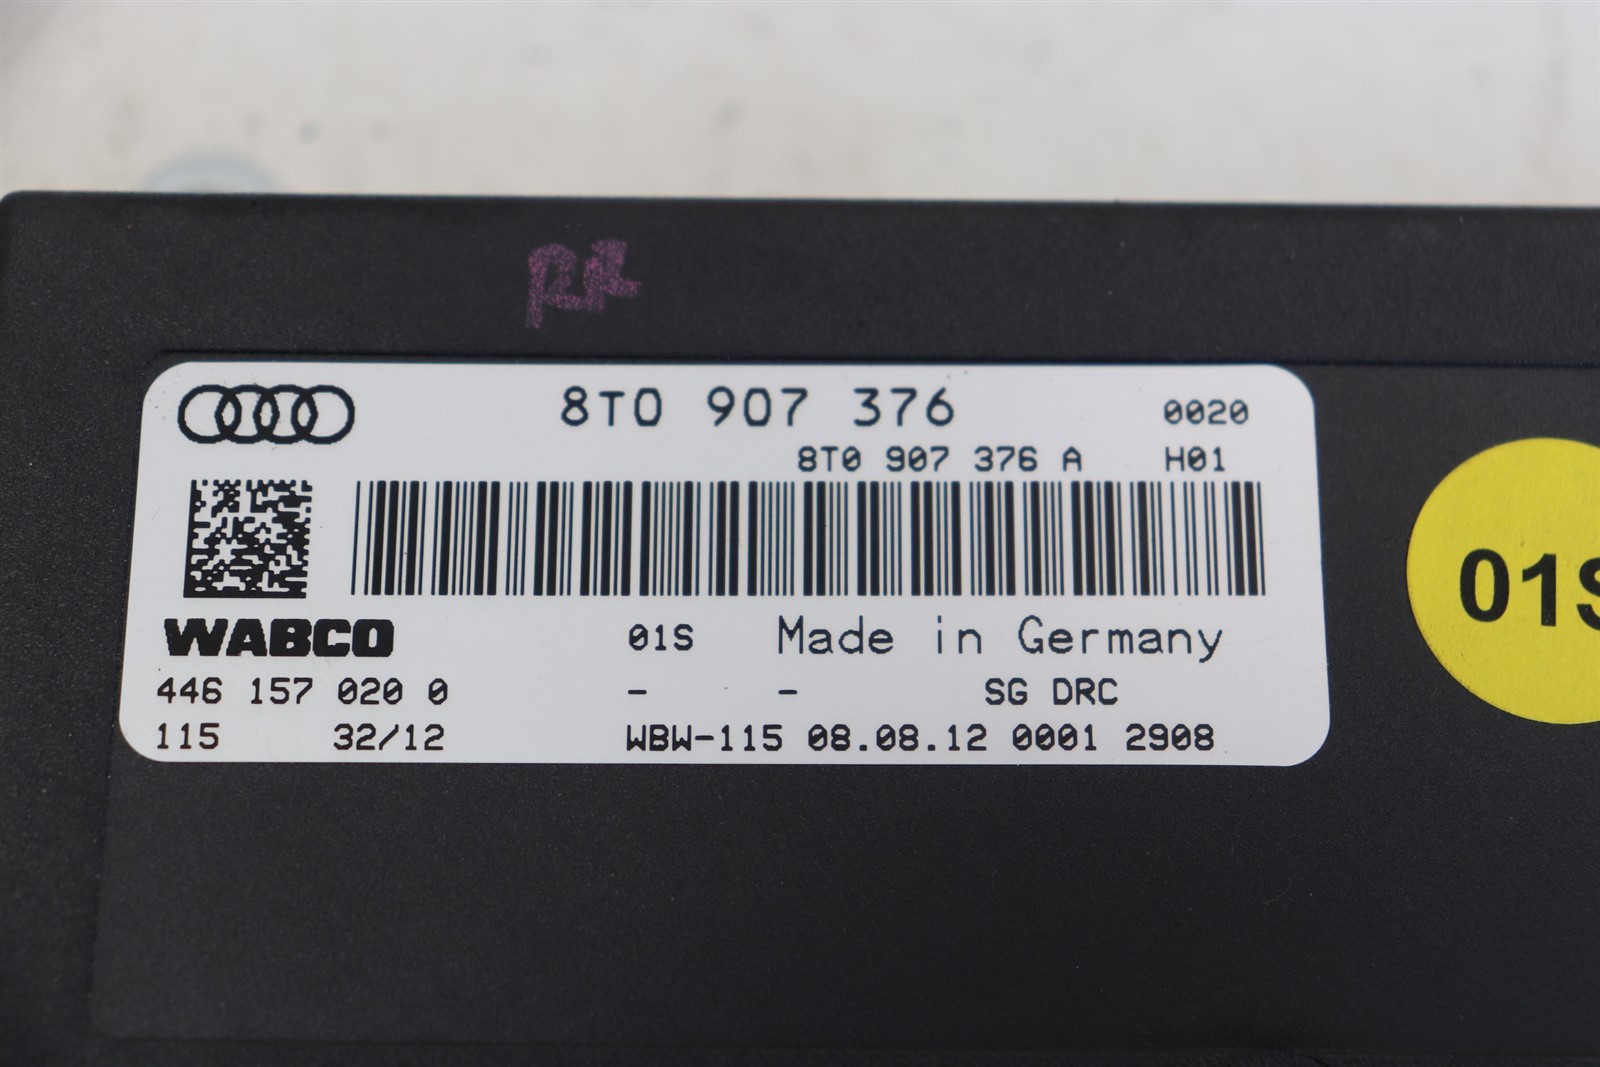 8T0 907 376 0020
8T0 907 376 A H01
WABCO 01S Made in Germany
446 157 020 0 - - SG DRC
115 32/12 WBW-115 08.08.12 0001 2908
01S